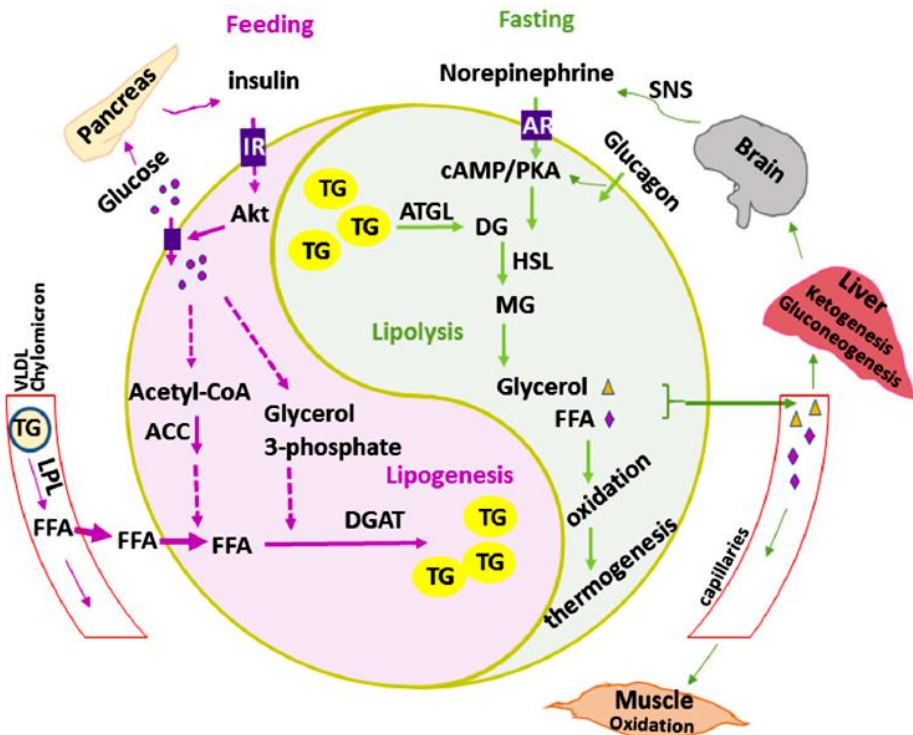 Feeding
Fasting
Pancreas
insulin
Norepinephrine
SNS
IR
AR
Brain
Glucose
Akt
cAMP/PKA
Glucagon
TG
TG
TG
ATGL
DG
HSL
MG
Lipolysis
Liver
Ketogenesis
Gluconeogenesis
VLDL
Chylomicron
TG
LPL
FFA
FFA
FFA
Acetyl-CoA
ACC
Glycerol
3-phosphate
Lipogenesis
DGAT
TG
TG
TG
Glycerol
FFA
oxidation
thermogenesis
capillaries
Muscle
Oxidation